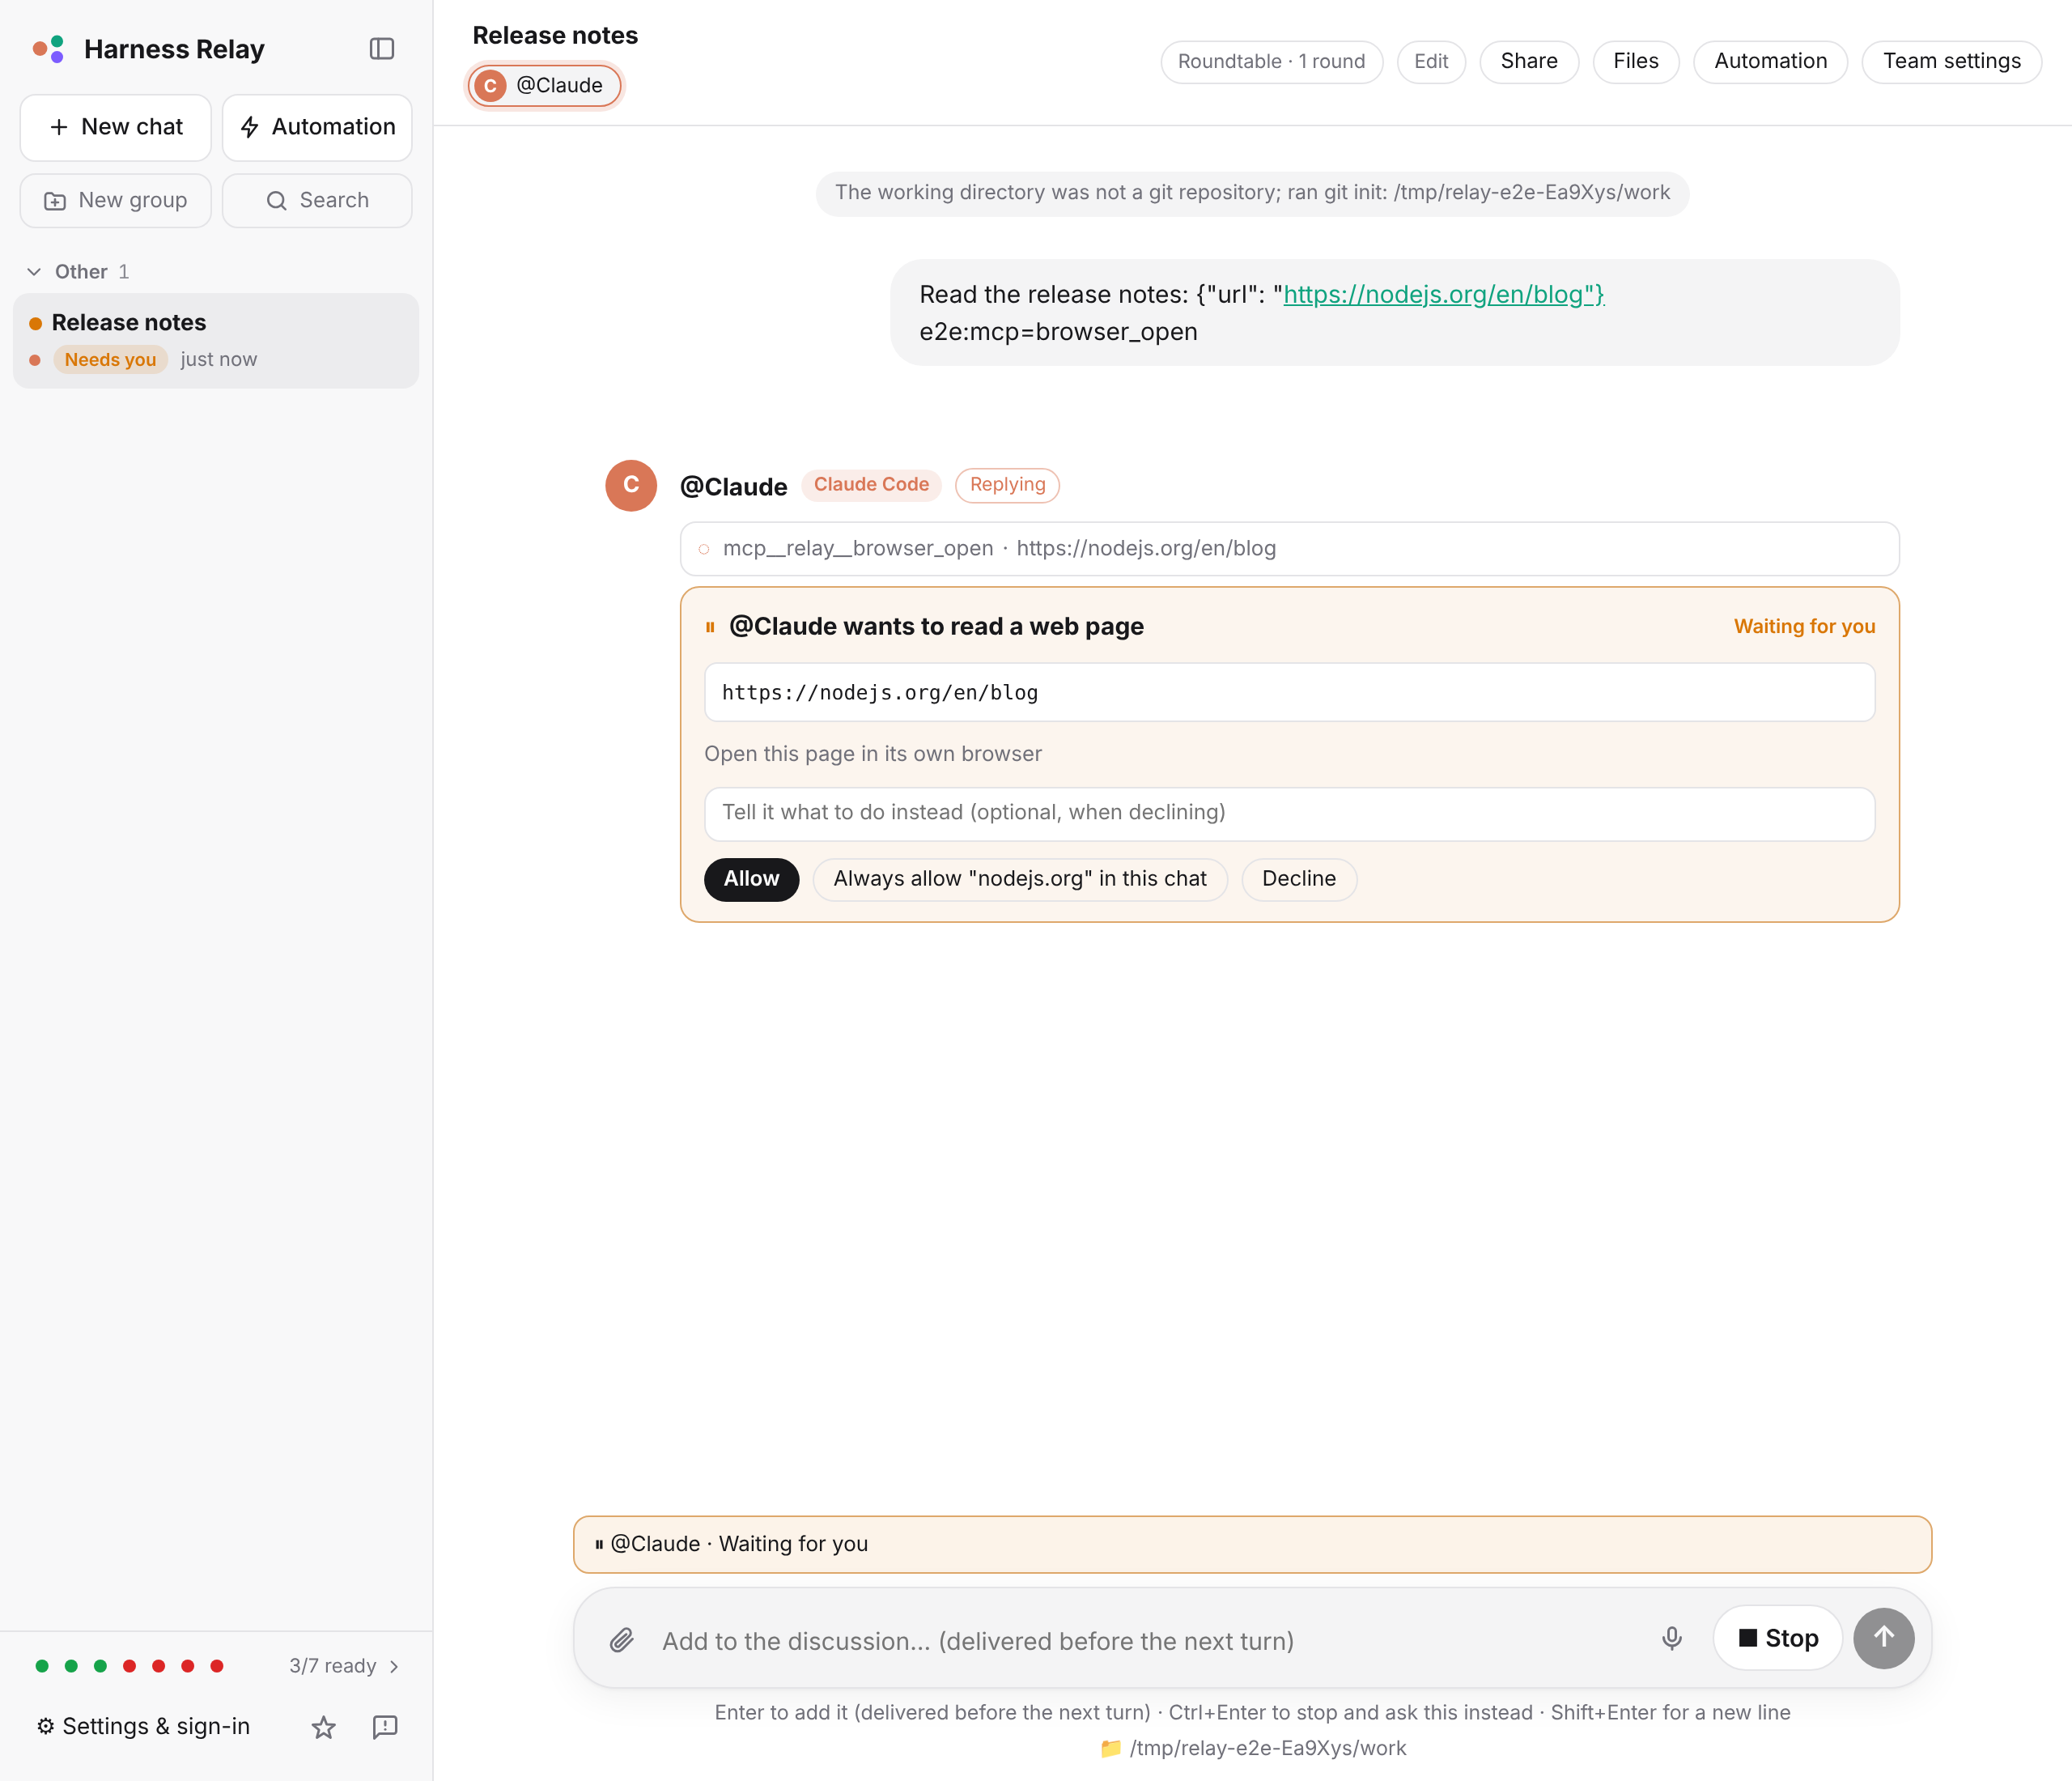 Harness Relay
New chat
Automation
New group
Search
Other 1
Release notes
Needs you just now
3/7 ready
Settings & sign-in
Release notes
C @Claude
Roundtable · 1 round
Edit
Share
Files
Automation
Team settings
The working directory was not a git repository; ran git init: /tmp/relay-e2e-Ea9Xys/work
Read the release notes: {"url": "https://nodejs.org/en/blog"}
e2e:mcp=browser_open
C @Claude Claude Code Replying
mcp__relay__browser_open · https://nodejs.org/en/blog
@Claude wants to read a web page
Waiting for you
https://nodejs.org/en/blog
Open this page in its own browser
Tell it what to do instead (optional, when declining)
Allow
Always allow "nodejs.org" in this chat
Decline
@Claude · Waiting for you
Add to the discussion... (delivered before the next turn)
Stop
Enter to add it (delivered before the next turn) · Ctrl+Enter to stop and ask this instead · Shift+Enter for a new line
/tmp/relay-e2e-Ea9Xys/work